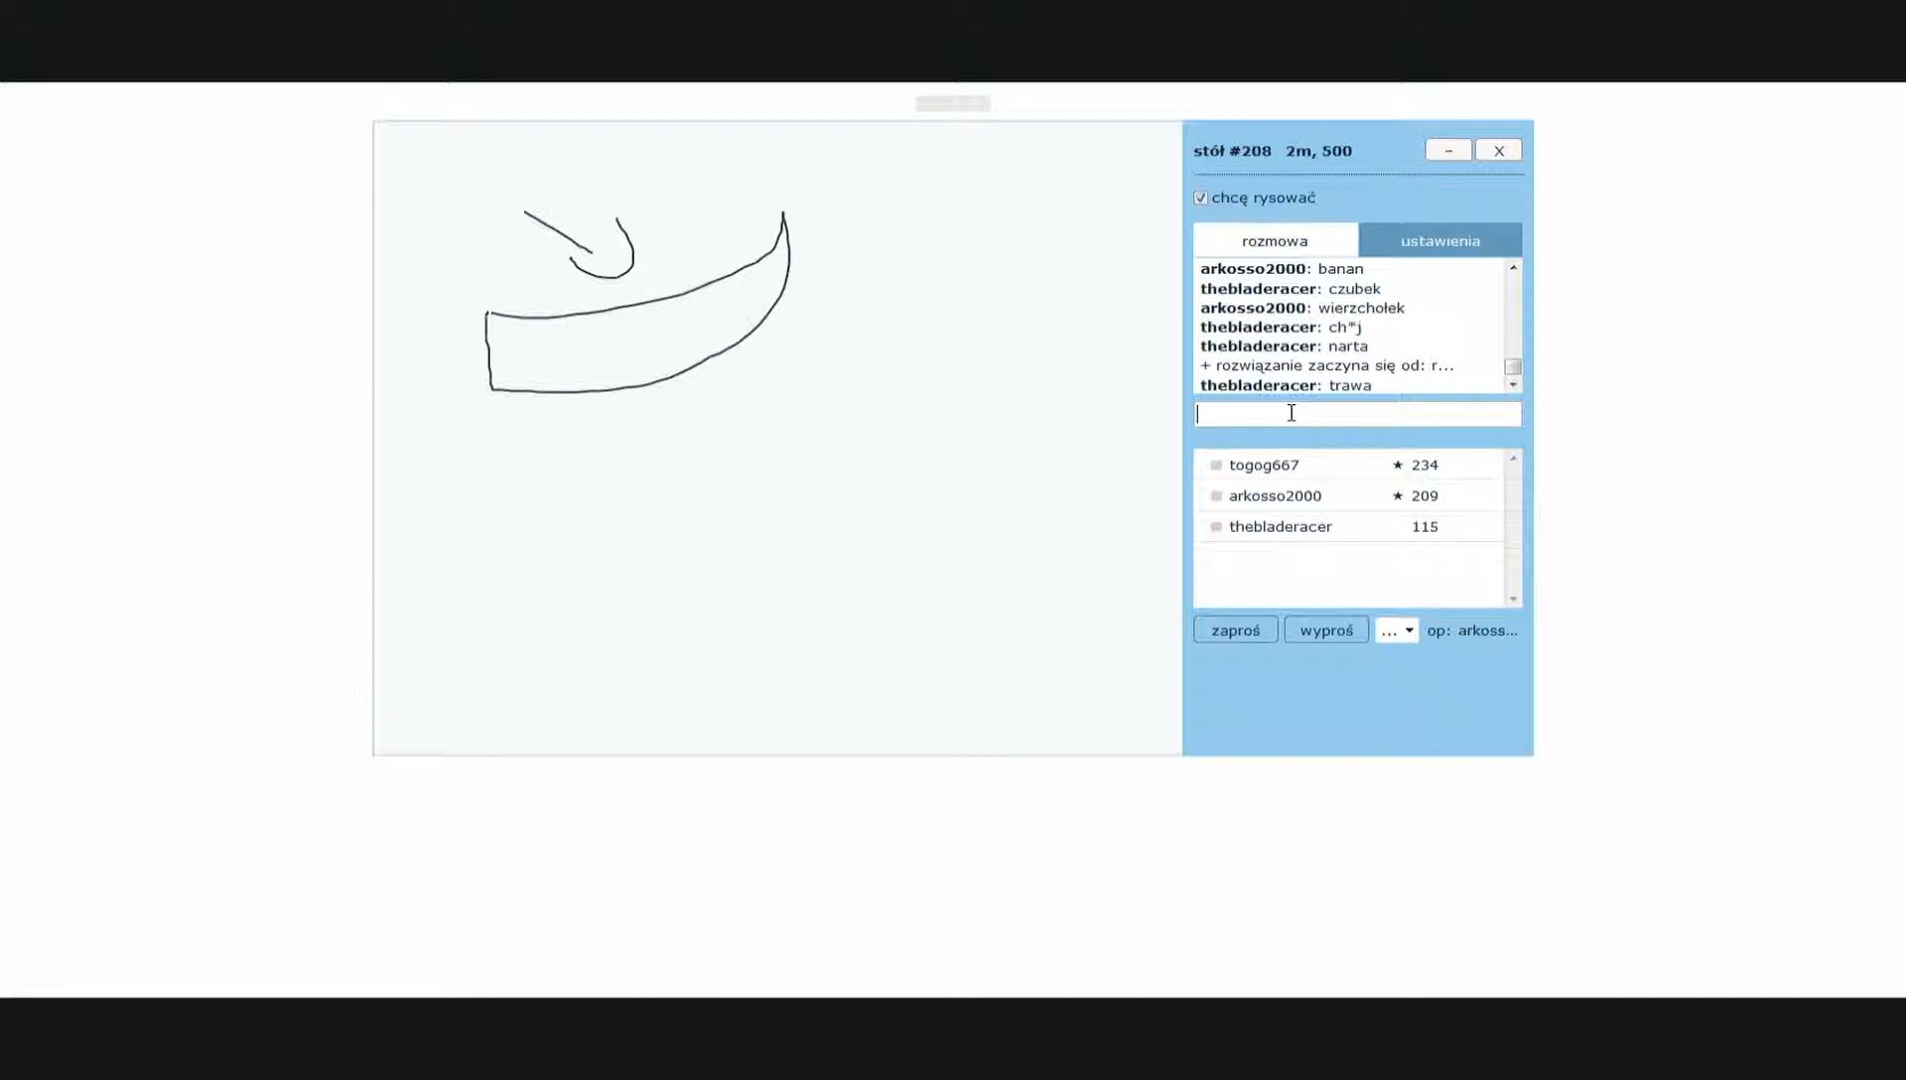 stół #208 2m, 500
– X
chcę rysować
rozmowa ustawienia
arkosso2000: banan
thebladeracer: czubek
arkosso2000: wierzchołek
thebladeracer: ch*j
thebladeracer: narta
+ rozwiązanie zaczyna się od: r...
thebladeracer: trawa
togog667 ★ 234
arkosso2000 ★ 209
thebladeracer 115
zaproś wyproś ... op: arkoss...